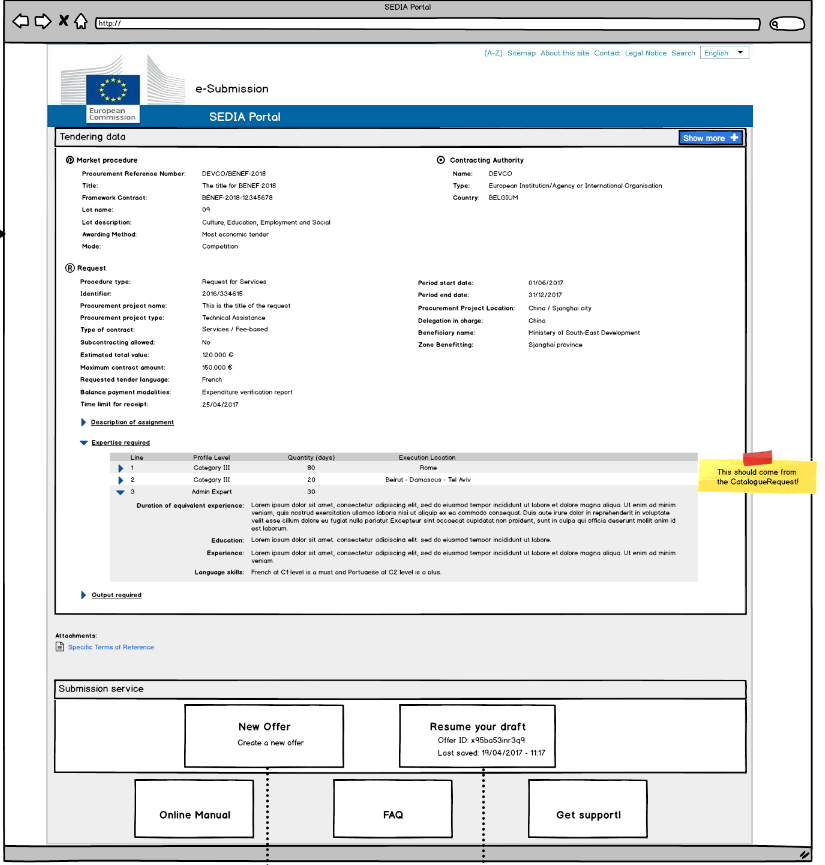 SEDIA Portal
http://
(A-Z) Sitemap About this site Contact Legal Notice Search English
e-Submission
European
Commission
SEDIA Portal
Tendering data
Show more +
Market procedure
Procurement Reference Number: DEVCO/BENEF-2018
Title: The title for BENEF 2018
Framework Contract: BENEF-2018-12345678
Lot name: 09
Lot description: Culture, Education, Employment and Social
Awarding Method: Most economic tender
Mode: Competition
Contracting Authority
Name: DEVCO
Type: European Institution/Agency or International Organisation
Country: BELGIUM
Request
Procedure type: Request for Services
Identifier: 2016/334615
Procurement project name: This is the title of the request
Procurement project type: Technical Assistance
Type of contract: Services / Fee-based
Subcontracting allowed: No
Estimated total value: 120.000 €
Maximum contract amount: 150.000 €
Requested tender language: French
Balance payment modalities: Expenditure verification report
Time limit for receipt: 25/04/2017
Period start date: 01/06/2017
Period end date: 31/12/2017
Procurement Project Location: China / Sjanghai city
Delegation in charge: China
Beneficiary name: Ministery of South-East Development
Zone Benefitting: Sjanghai province
Description of assignment
Expertise required
Line Profile Level Quantity (days) Execution Location
1 Category III 80 Rome
2 Category III 20 Beirut - Damascus - Tel Aviv
3 Admin Expert 30
Duration of equivalent experience: Lorem ipsum dolor sit amet, consectetur adipiscing elit, sed do eiusmod tempor incididunt ut labore et dolore magna aliqua. Ut enim ad minim
veniam, quis nostrud exercitation ullamco laboris nisi ut aliquip ex ea commodo consequat. Duis aute irure dolor in reprehenderit in voluptate
velit esse cillum dolore eu fugiat nulla pariatur. Excepteur sint occaecat cupidatat non proident, sunt in culpa qui officia deserunt mollit anim id
est laborum.
Education: Lorem ipsum dolor sit amet, consectetur adipiscing elit, sed do eiusmod tempor incididunt ut labore.
Experience: Lorem ipsum dolor sit amet, consectetur adipiscing elit, sed do eiusmod tempor incididunt ut labore et dolore magna aliqua. Ut enim ad minim
veniam.
Language skills: French at C1 level is a must and Portugese at C2 level is a plus.
This should come from
the CatalogueRequest!
Output required
Attachments:
Specific Terms of Reference
Submission service
New Offer
Create a new offer
Resume your draft
Offer ID: x95ba53inr3q9
Last saved: 19/04/2017 - 11:17
Online Manual
FAQ
Get support!